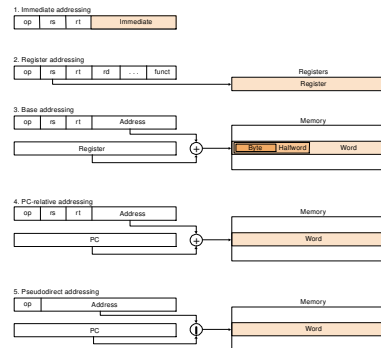 1. Immediate addressing
op rs rt Immediate
2. Register addressing
op rs rt rd . . . funct
Registers
Register
3. Base addressing
op rs rt Address
Memory
Register
+
Byte Halfword Word
4. PC-relative addressing
op rs rt Address
Memory
PC
+
Word
5. Pseudodirect addressing
op Address
Memory
PC
Word